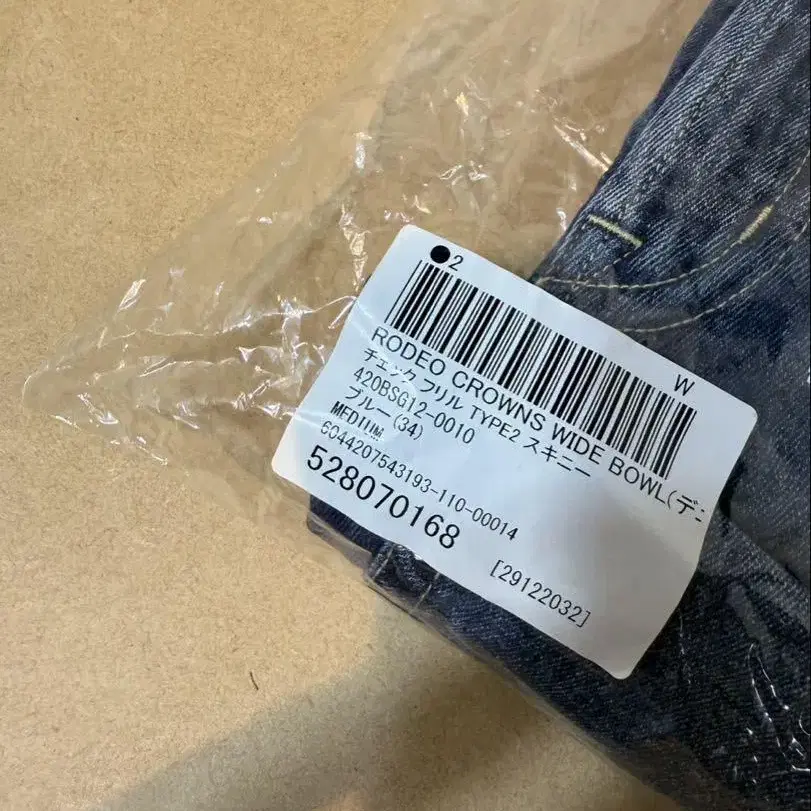 ●2
W
RODEO CROWNS WIDE BOWL(デニ
チェック フリル TYPE2 スキニー
420BSG12-0010
ブルー(34)
MEDIUM
6044207543193-110-00014
528070168
[29122032]